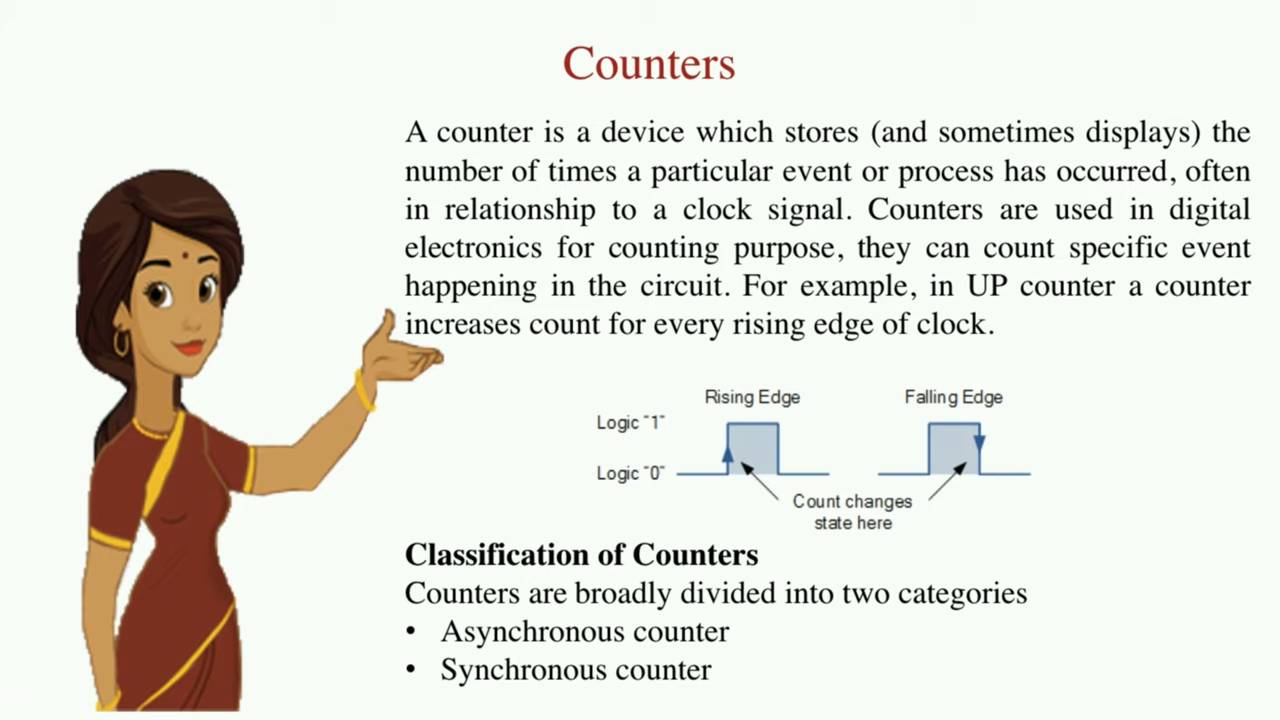 Counters
A counter is a device which stores (and sometimes displays) the
number of times a particular event or process has occurred, often
in relationship to a clock signal. Counters are used in digital
electronics for counting purpose, they can count specific event
happening in the circuit. For example, in UP counter a counter
increases count for every rising edge of clock.
Rising Edge
Falling Edge
Logic "1"
Logic "0"
Count changes
state here
Classification of Counters
Counters are broadly divided into two categories
• Asynchronous counter
• Synchronous counter